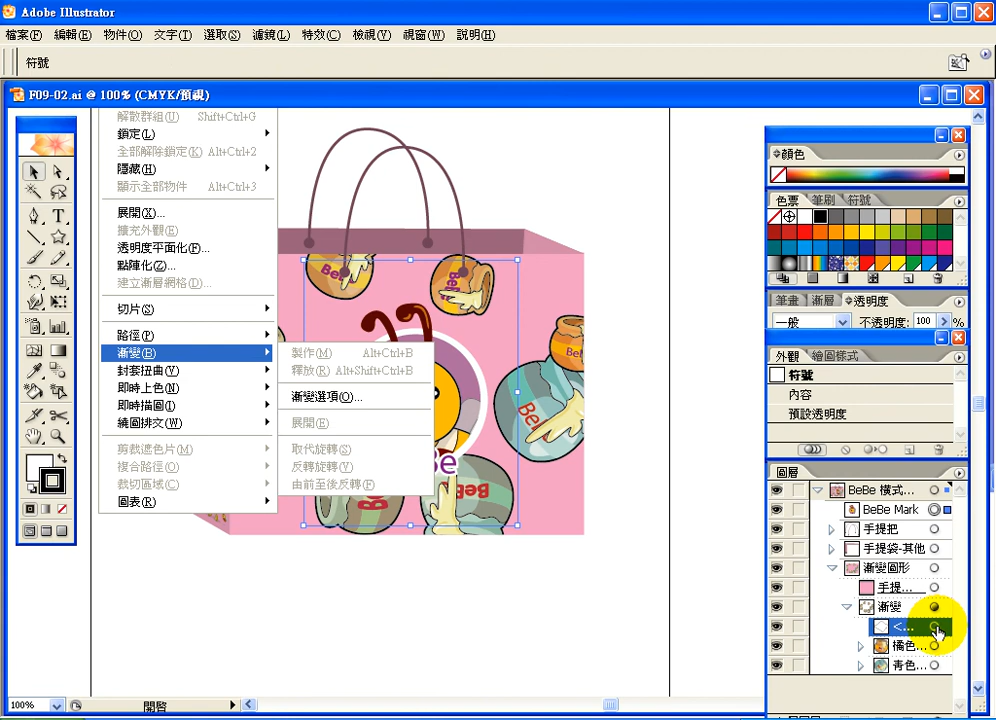 Adobe Illustrator
檔案(F) 編輯(E) 物件(O) 文字(T) 選取(S) 濾鏡(L) 特效(C) 檢視(V) 視窗(W) 說明(H)
符號
F09-02.ai @ 100% (CMYK/預視)
解散群組(U) Shift+Ctrl+G
鎖定(L)
全部解除鎖定(K) Alt+Ctrl+2
隱藏(H)
顯示全部物件 Alt+Ctrl+3
展開(X)...
擴充外觀(E)
透明度平面化(F)...
點陣化(Z)...
建立漸層網格(D)...
切片(S)
路徑(P)
漸變(B)
封套扭曲(V)
即時上色(N)
即時描圖(I)
繞圖排文(W)
剪裁遮色片(M)
複合路徑(O)
裁切區域(C)
圖表(R)
製作(M) Alt+Ctrl+B
釋放(R) Alt+Shift+Ctrl+B
漸變選項(O)...
展開(E)
取代旋轉(S)
反轉旋轉(V)
由前至後反轉(F)
BeBe
Be
顏色
色票 筆刷 符號
筆畫 漸層 透明度
一般 不透明度: 100 %
外觀 繪圖樣式
符號
內容
預設透明度
圖層
BeBe 橫式...
BeBe Mark
手提把
手提袋-其他
漸變圖形
手提...
漸變
<...
橘色...
青色...
100% 開啟